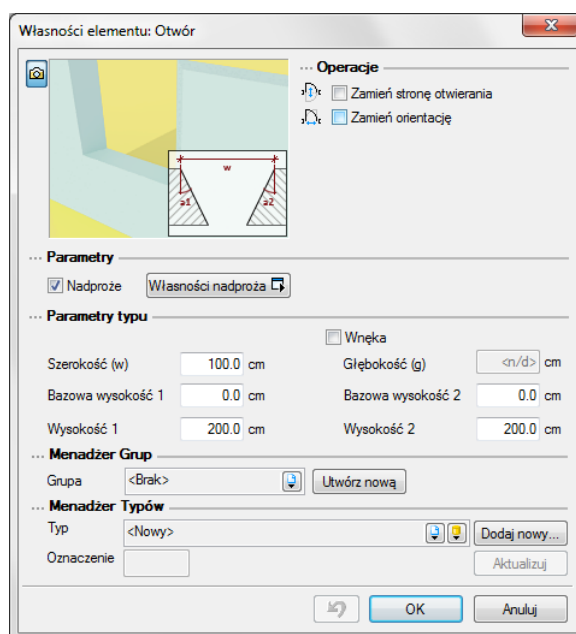 Własności elementu: Otwór
Operacje
Zamień stronę otwierania
Zamień orientację
w
a1 a2
Parametry
Nadproże Własności nadproża
Parametry typu
Wnęka
Szerokość (w) 100.0 cm Głębokość (g) <n/d> cm
Bazowa wysokość 1 0.0 cm Bazowa wysokość 2 0.0 cm
Wysokość 1 200.0 cm Wysokość 2 200.0 cm
Menadżer Grup
Grupa <Brak> Utwórz nową
Menadżer Typów
Typ <Nowy> Dodaj nowy...
Oznaczenie Aktualizuj
OK Anuluj